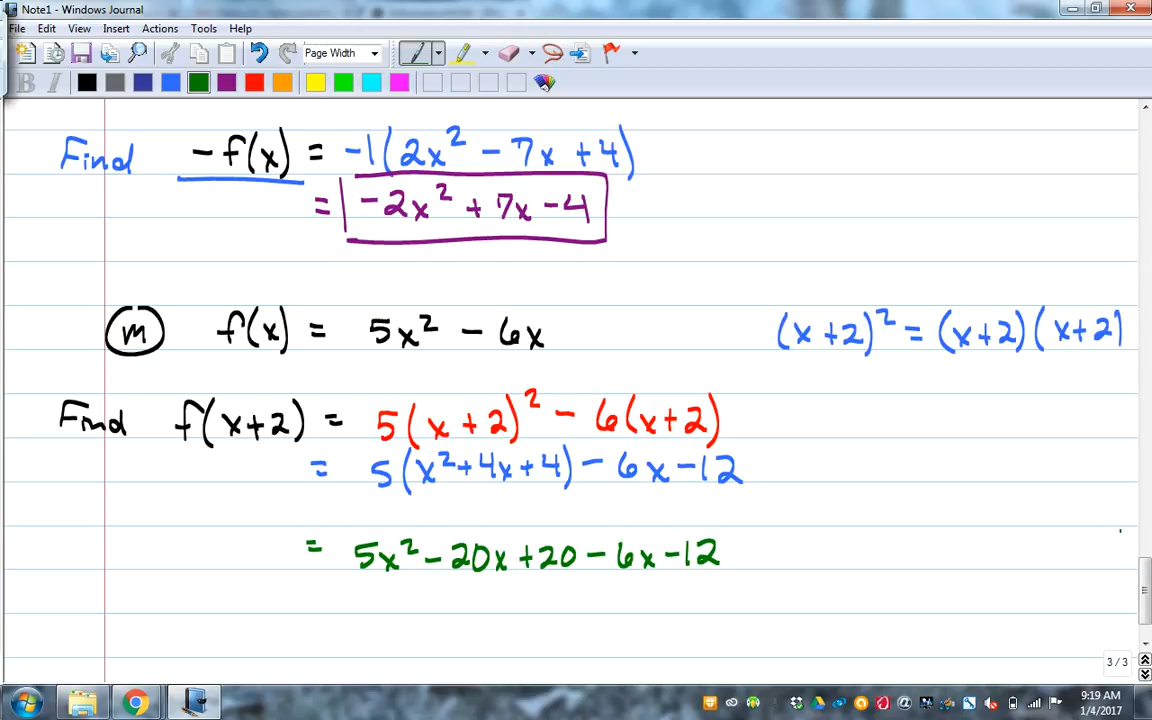 Note1 - Windows Journal
File Edit View Insert Actions Tools Help
Page Width
B I
Find -f(x) = -1(2x² - 7x + 4)
= -2x² + 7x - 4
m f(x) = 5x² - 6x
(x+2)² = (x+2)(x+2)
Find f(x+2) = 5(x+2)² - 6(x+2)
= 5(x²+4x+4) - 6x - 12
= 5x² - 20x + 20 - 6x - 12
3 / 3
9:19 AM
1/4/2017